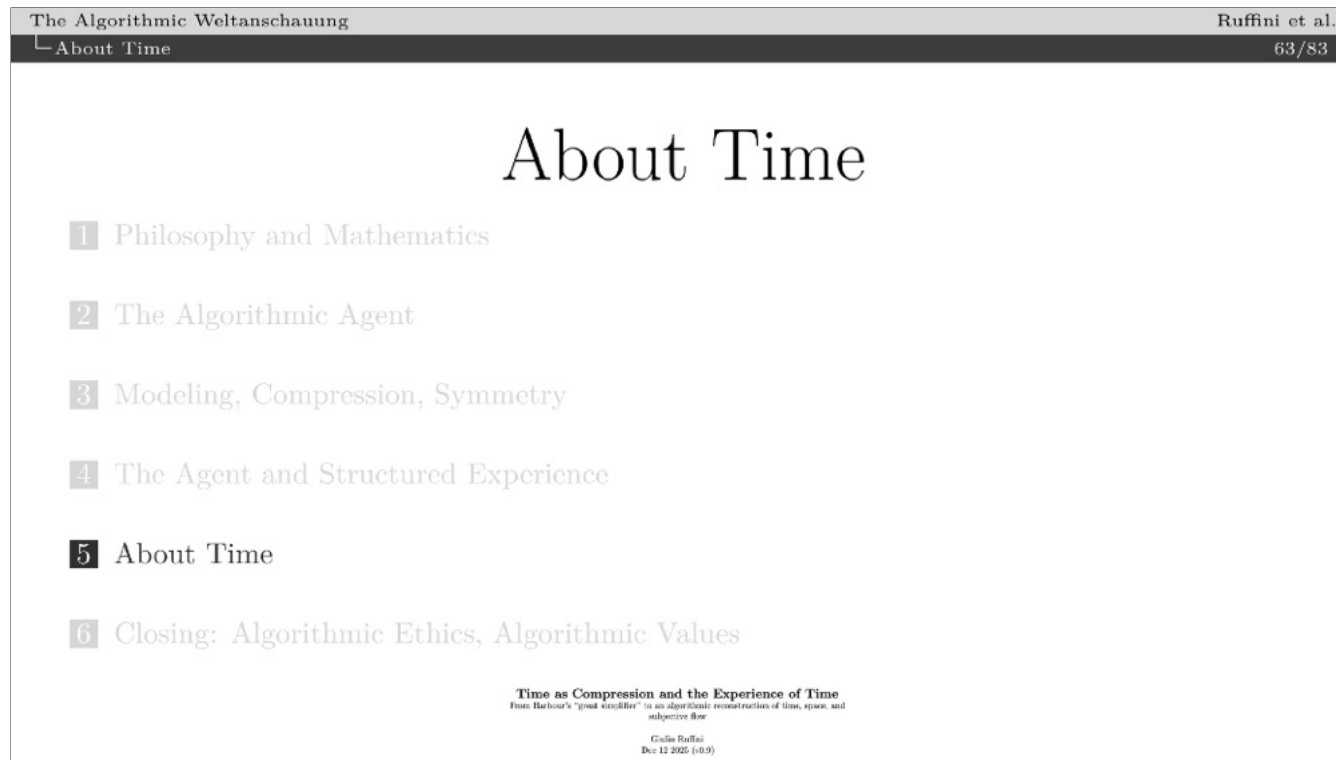 The Algorithmic Weltanschauung
Ruffini et al.
About Time
63/83
About Time
1 Philosophy and Mathematics
2 The Algorithmic Agent
3 Modeling, Compression, Symmetry
4 The Agent and Structured Experience
5 About Time
6 Closing: Algorithmic Ethics, Algorithmic Values
Time as Compression and the Experience of Time
From Barbour's "great simplifier" to an algorithmic reconstruction of time, space, and
subjective flow
Giulio Ruffini
Dec 12 2025 (v0.9)